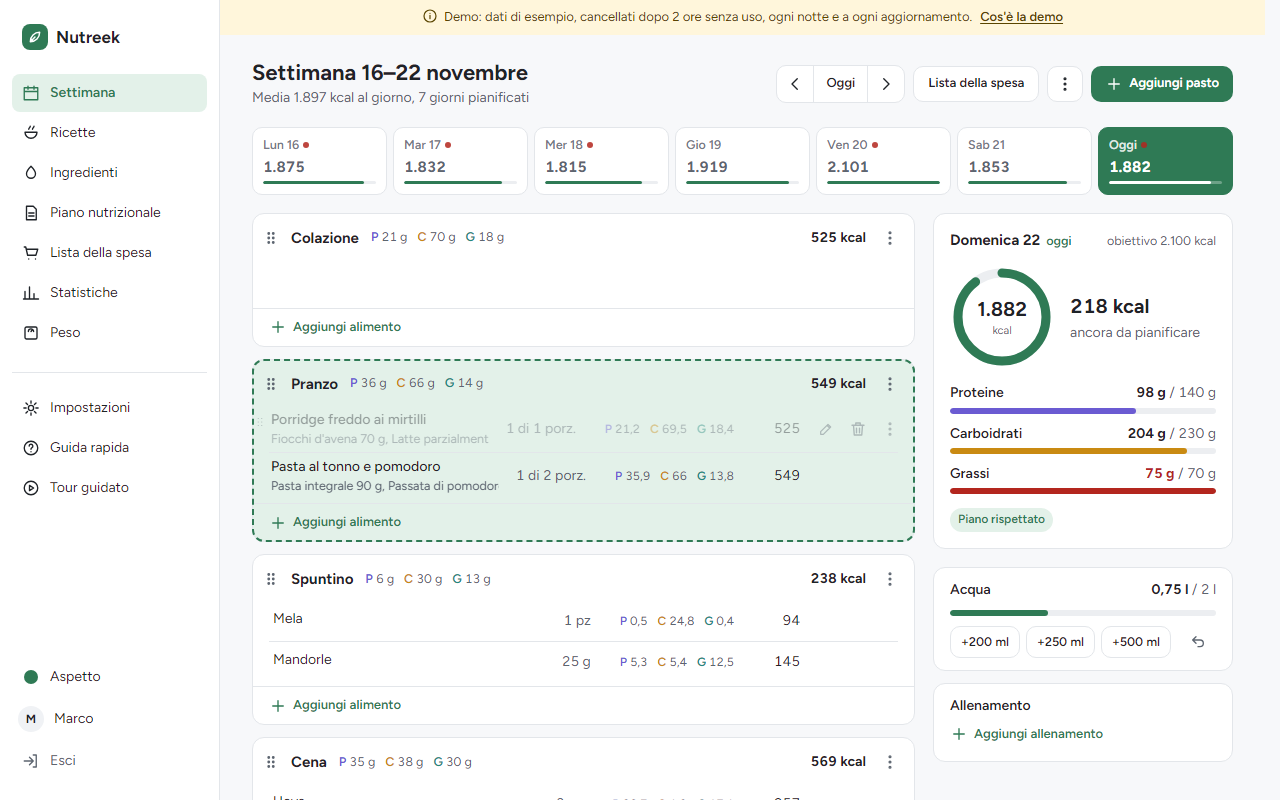 Nutreek
Settimana
Ricette
Ingredienti
Piano nutrizionale
Lista della spesa
Statistiche
Peso
Impostazioni
Guida rapida
Tour guidato
Aspetto
M Marco
Esci
Demo: dati di esempio, cancellati dopo 2 ore senza uso, ogni notte e a ogni aggiornamento. Cos'è la demo
Settimana 16–22 novembre
Media 1.897 kcal al giorno, 7 giorni pianificati
Oggi
Lista della spesa
Aggiungi pasto
Lun 16
1.875
Mar 17
1.832
Mer 18
1.815
Gio 19
1.919
Ven 20
2.101
Sab 21
1.853
Oggi
1.882
Colazione P 21 g C 70 g G 18 g 525 kcal
Aggiungi alimento
Pranzo P 36 g C 66 g G 14 g 549 kcal
Porridge freddo ai mirtilli
Fiocchi d'avena 70 g, Latte parzialment
1 di 1 porz. P 21,2 C 69,5 G 18,4 525
Pasta al tonno e pomodoro
Pasta integrale 90 g, Passata di pomodor
1 di 2 porz. P 35,9 C 66 G 13,8 549
Aggiungi alimento
Spuntino P 6 g C 30 g G 13 g 238 kcal
Mela 1 pz P 0,5 C 24,8 G 0,4 94
Mandorle 25 g P 5,3 C 5,4 G 12,5 145
Aggiungi alimento
Cena P 35 g C 38 g G 30 g 569 kcal
Domenica 22 oggi obiettivo 2.100 kcal
1.882
kcal
218 kcal
ancora da pianificare
Proteine 98 g / 140 g
Carboidrati 204 g / 230 g
Grassi 75 g / 70 g
Piano rispettato
Acqua 0,75 l / 2 l
+200 ml +250 ml +500 ml
Allenamento
Aggiungi allenamento